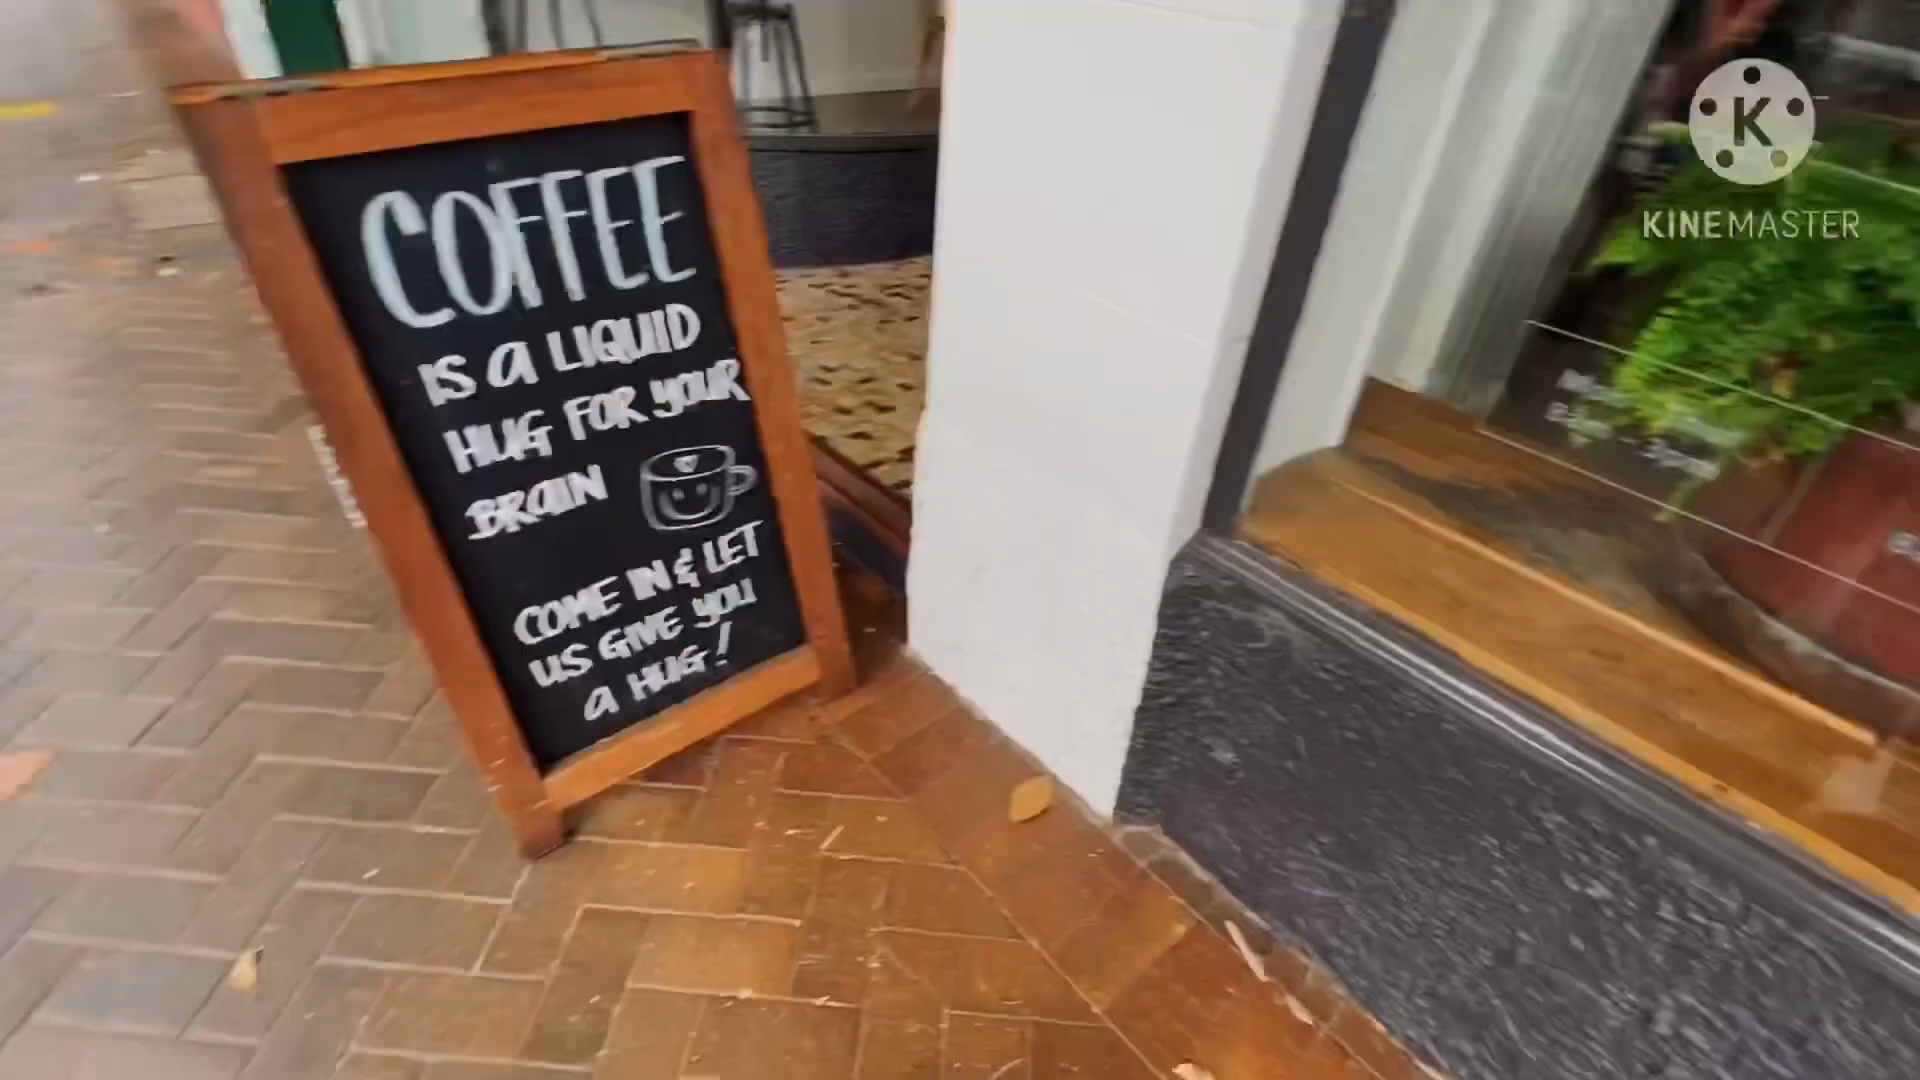 COFFEE
IS A LIQUID
HUG FOR YOUR
BRAIN
COME IN & LET
US GIVE YOU
A HUG!
K
KINEMASTER